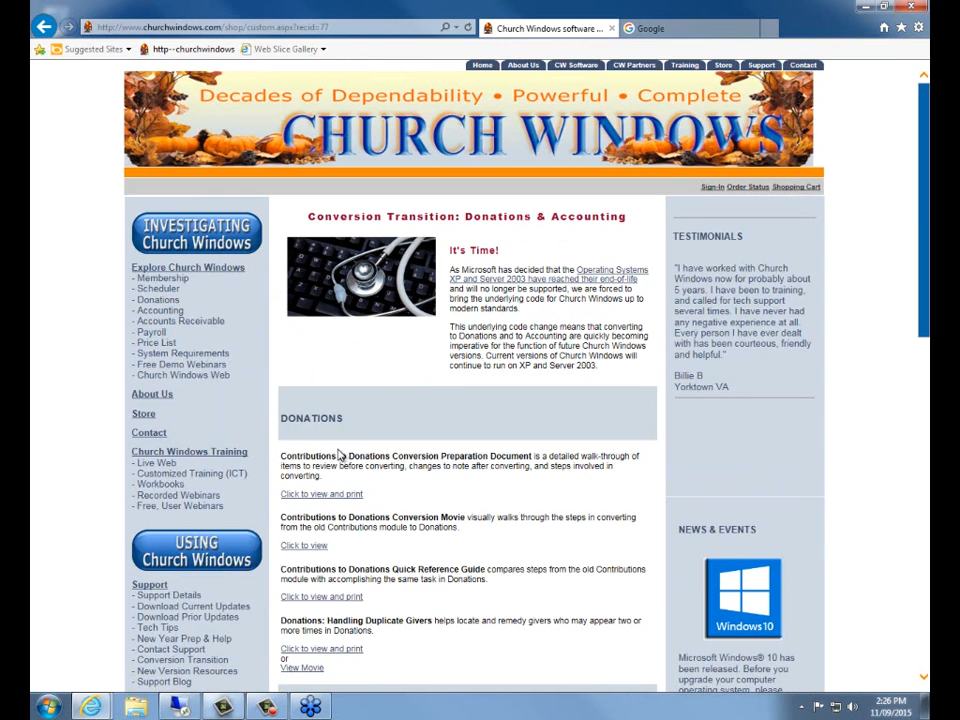 http://www.churchwindows.com/shop/custom.aspx?recid=77
Church Windows software ...
Google
Suggested Sites
http--churchwindows
Web Slice Gallery
Home About Us CW Software CW Partners Training Store Support Contact
Decades of Dependability • Powerful • Complete
CHURCH WINDOWS
Sign-In Order Status Shopping Cart
INVESTIGATING
Church Windows
Explore Church Windows
- Membership
- Scheduler
- Donations
- Accounting
- Accounts Receivable
- Payroll
- Price List
- System Requirements
- Free Demo Webinars
- Church Windows Web
About Us
Store
Contact
Church Windows Training
- Live Web
- Customized Training (ICT)
- Workbooks
- Recorded Webinars
- Free, User Webinars
USING
Church Windows
Support
- Support Details
- Download Current Updates
- Download Prior Updates
- Tech Tips
- New Year Prep & Help
- Contact Support
- Conversion Transition
- New Version Resources
- Support Blog
Conversion Transition: Donations & Accounting
It's Time!
As Microsoft has decided that the Operating Systems
XP and Server 2003 have reached their end-of-life
and will no longer be supported, we are forced to
bring the underlying code for Church Windows up to
modern standards.
This underlying code change means that converting
to Donations and to Accounting are quickly becoming
imperative for the function of future Church Windows
versions. Current versions of Church Windows will
continue to run on XP and Server 2003.
DONATIONS
Contributions to Donations Conversion Preparation Document is a detailed walk-through of
items to review before converting, changes to note after converting, and steps involved in
converting.
Click to view and print
Contributions to Donations Conversion Movie visually walks through the steps in converting
from the old Contributions module to Donations.
Click to view
Contributions to Donations Quick Reference Guide compares steps from the old Contributions
module with accomplishing the same task in Donations.
Click to view and print
Donations: Handling Duplicate Givers helps locate and remedy givers who may appear two or
more times in Donations.
Click to view and print
or
View Movie
TESTIMONIALS
"I have worked with Church
Windows now for probably about
5 years. I have been to training,
and called for tech support
several times. I have never had
any negative experience at all.
Every person I have ever dealt
with has been courteous, friendly
and helpful."
Billie B
Yorktown VA
NEWS & EVENTS
Windows 10
Microsoft Windows® 10 has
been released. Before you
upgrade your computer
operating system, please
2:26 PM
11/09/2015